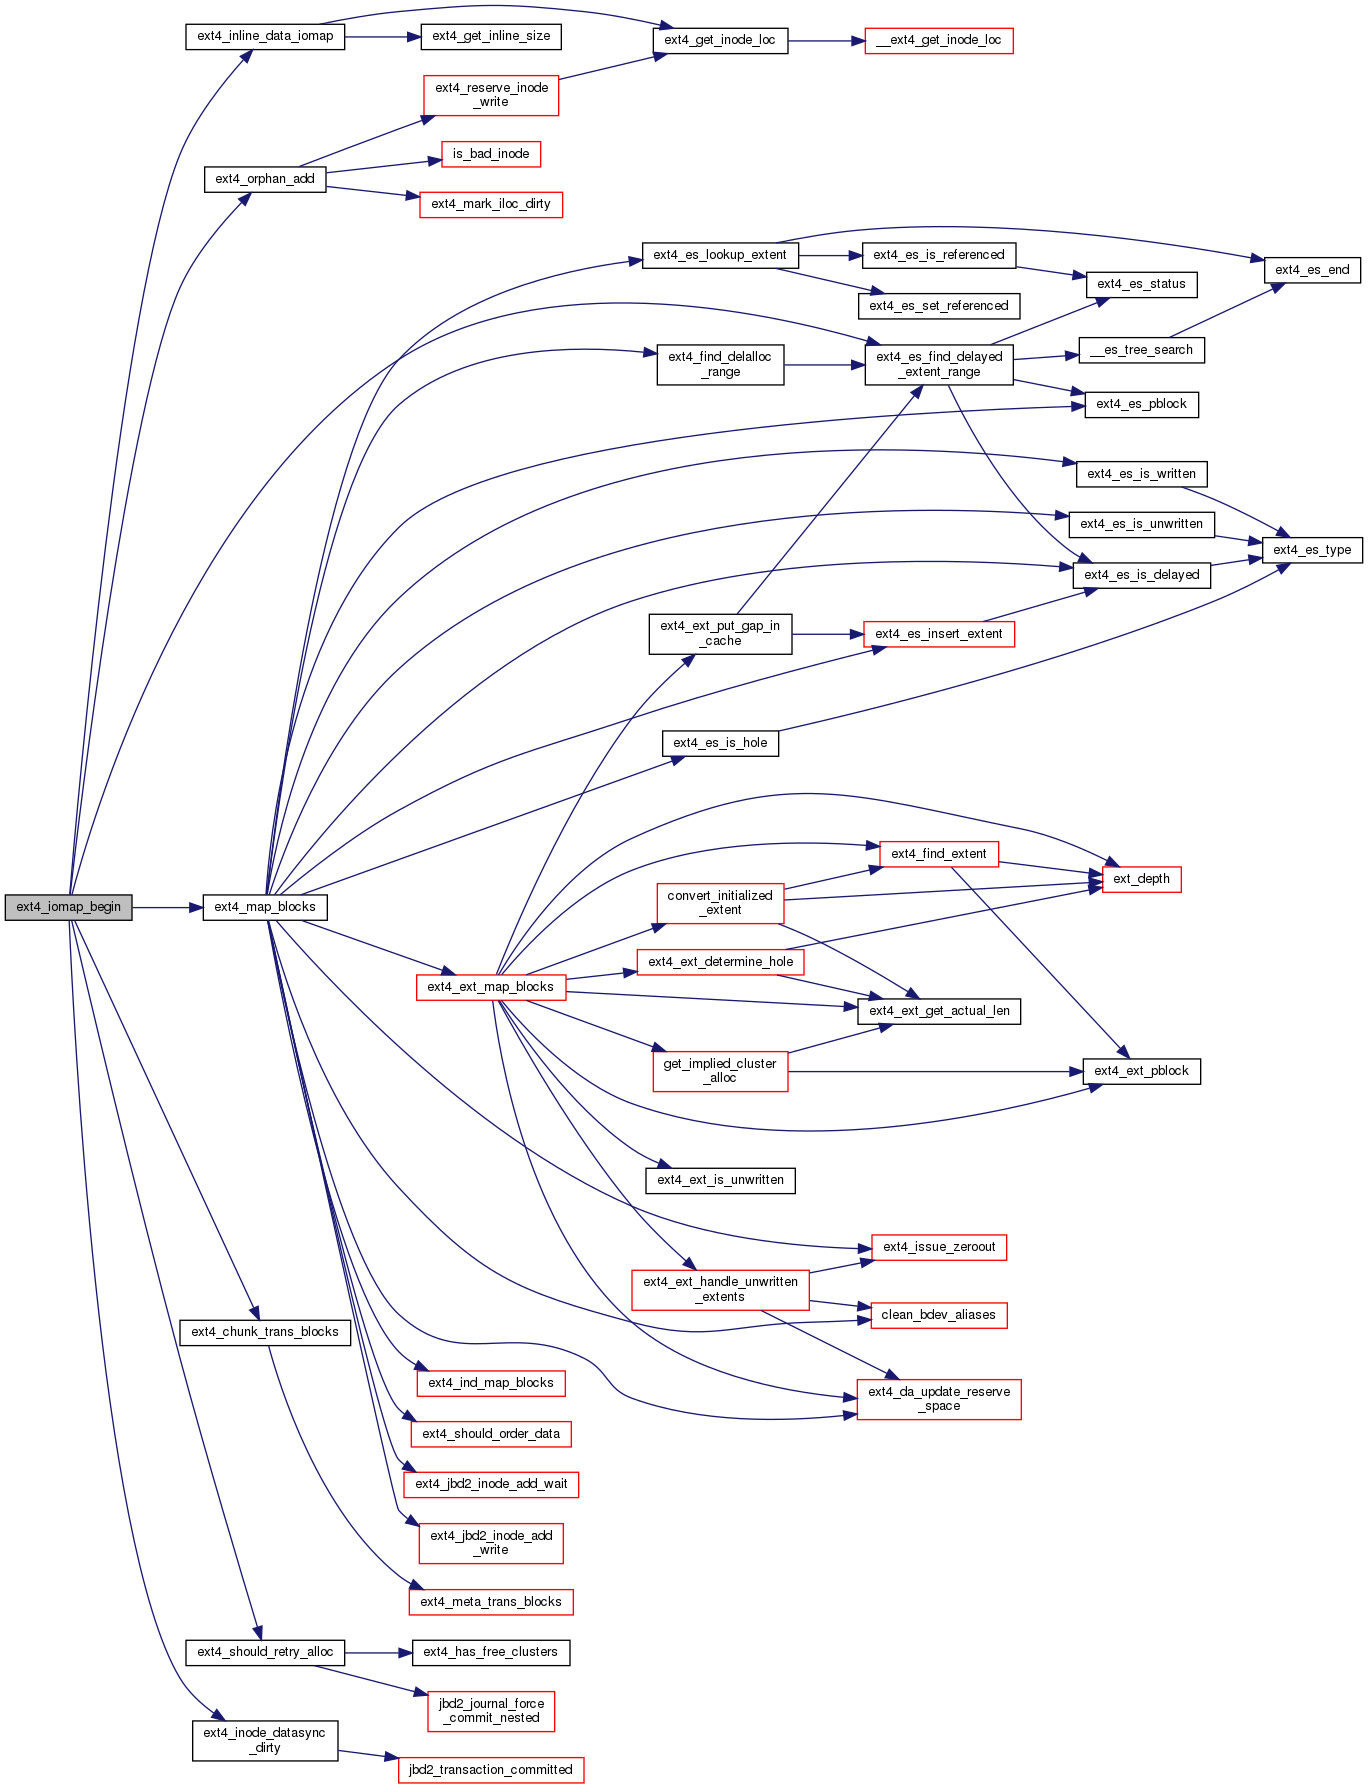 ext4_inline_data_iomap
ext4_get_inline_size
ext4_get_inode_loc
__ext4_get_inode_loc
ext4_reserve_inode
_write
is_bad_inode
ext4_orphan_add
ext4_mark_iloc_dirty
ext4_es_lookup_extent
ext4_es_is_referenced
ext4_es_end
ext4_es_status
ext4_es_set_referenced
ext4_find_delalloc
_range
ext4_es_find_delayed
_extent_range
__es_tree_search
ext4_es_pblock
ext4_es_is_written
ext4_es_is_unwritten
ext4_es_type
ext4_es_is_delayed
ext4_ext_put_gap_in
_cache
ext4_es_insert_extent
ext4_es_is_hole
ext4_find_extent
ext_depth
convert_initialized
_extent
ext4_iomap_begin
ext4_map_blocks
ext4_ext_determine_hole
ext4_ext_map_blocks
ext4_ext_get_actual_len
get_implied_cluster
_alloc
ext4_ext_pblock
ext4_ext_is_unwritten
ext4_issue_zeroout
ext4_ext_handle_unwritten
_extents
clean_bdev_aliases
ext4_chunk_trans_blocks
ext4_ind_map_blocks
ext4_da_update_reserve
_space
ext4_should_order_data
ext4_jbd2_inode_add_wait
ext4_jbd2_inode_add
_write
ext4_meta_trans_blocks
ext4_should_retry_alloc
ext4_has_free_clusters
jbd2_journal_force
_commit_nested
ext4_inode_datasync
_dirty
jbd2_transaction_committed